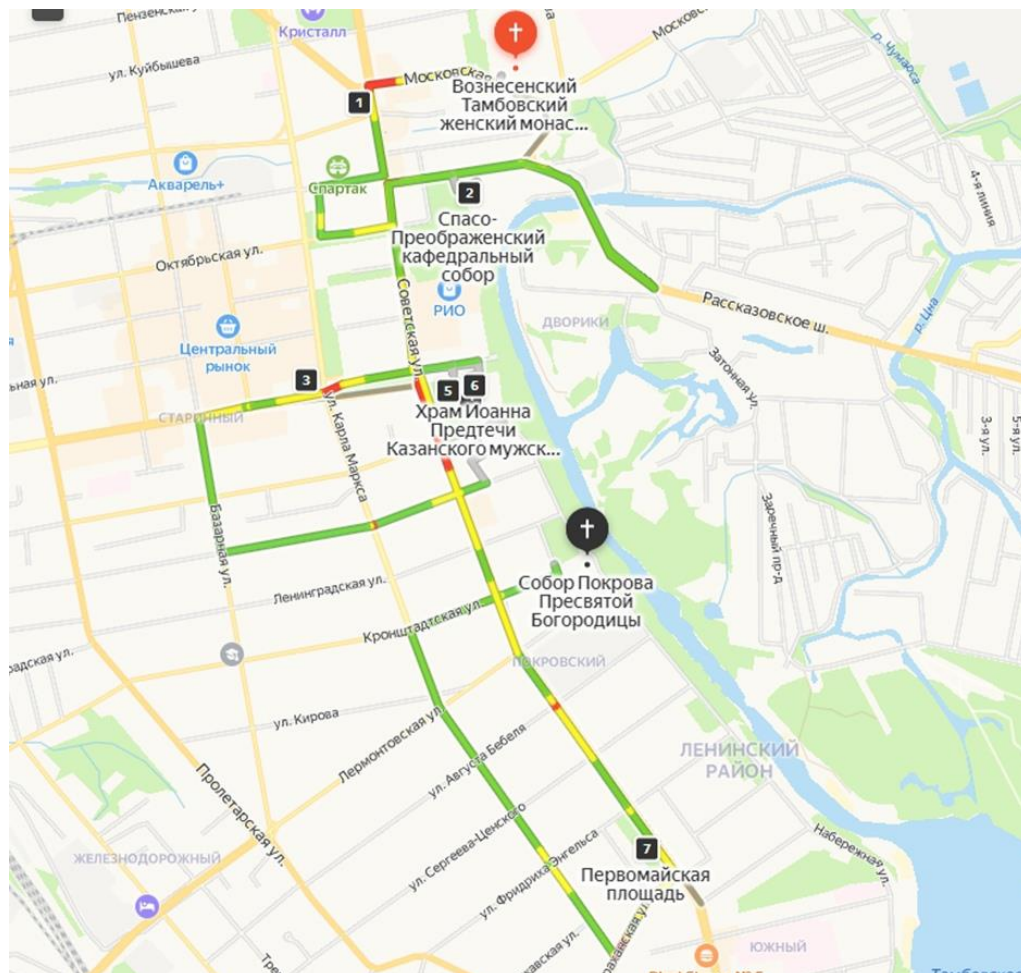 Пензенская
Кристалл
ул. Куйбышева
Московская
1
Вознесенский
Тамбовский
женский монас...
р. Чумарса
Акварель+
Спартак
2
Спасо-
Преображенский
кафедральный
собор
4-я линия
Октябрьская ул.
Советская ул.
РИО
Рассказовское ш.
р. Цна
ДВОРИКИ
Центральный
рынок
Затонная ул.
3
5
6
Храм Иоанна
Предтечи
Казанского мужск...
СТАРИННЫЙ
ул. Карла Маркса
3-я ул.
5-я ул.
Базарная ул.
Заречный пр-д
Ленинградская ул.
Собор Покрова
Пресвятой
Богородицы
Кронштадтская ул.
ПОКРОВСКИЙ
ул. Кирова
Лермонтовская ул.
ул. Августа Бебеля
ЛЕНИНСКИЙ
РАЙОН
Пролетарская ул.
ул. Сергеева-Ценского
7
Первомайская
площадь
Набережная ул.
ЖЕЛЕЗНОДОРОЖНЫЙ
ул. Фридриха Энгельса
ЮЖНЫЙ